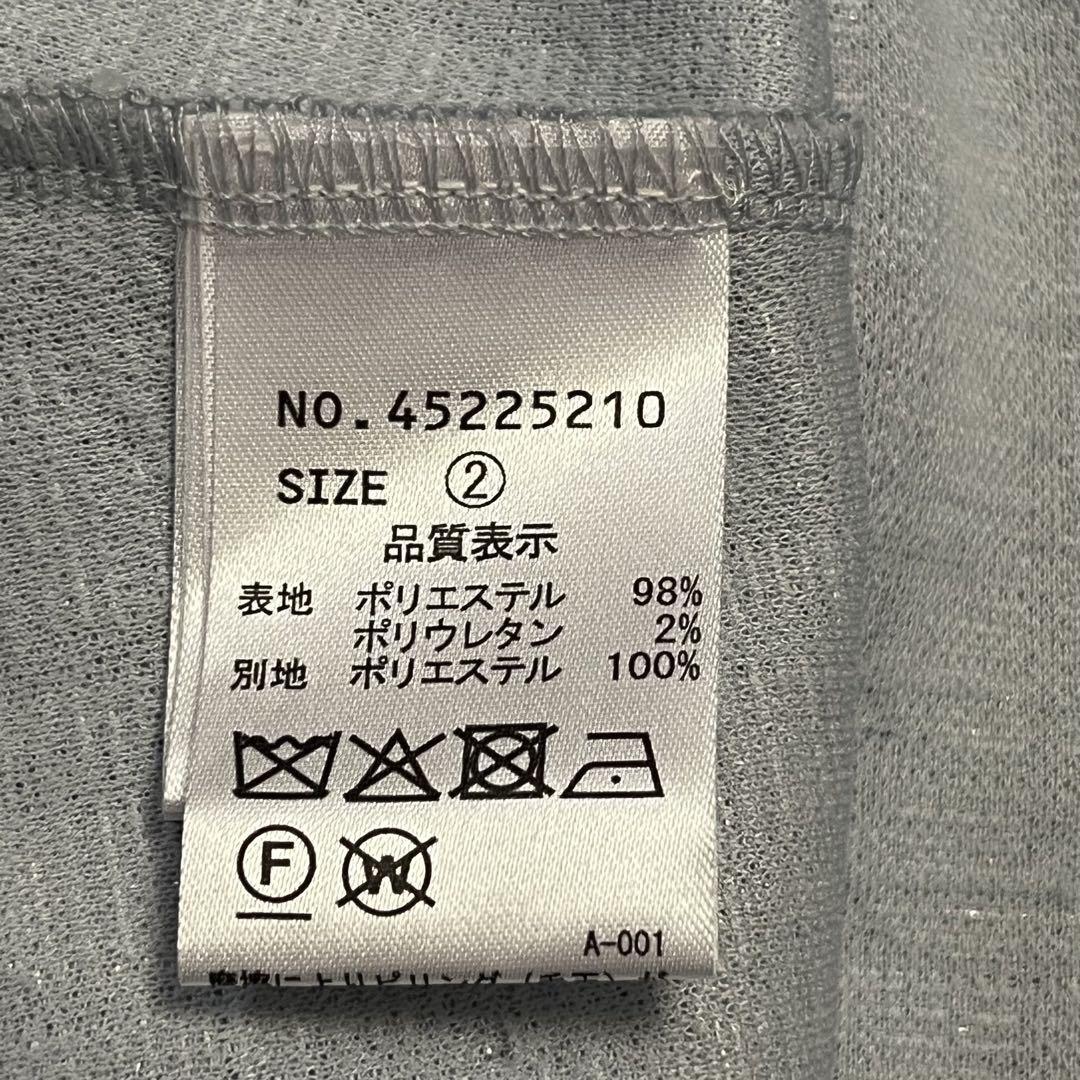 NO.45225210
SIZE ②
品質表示
表地 ポリエステル 98%
ポリウレタン 2%
別地 ポリエステル 100%
F W
A-001